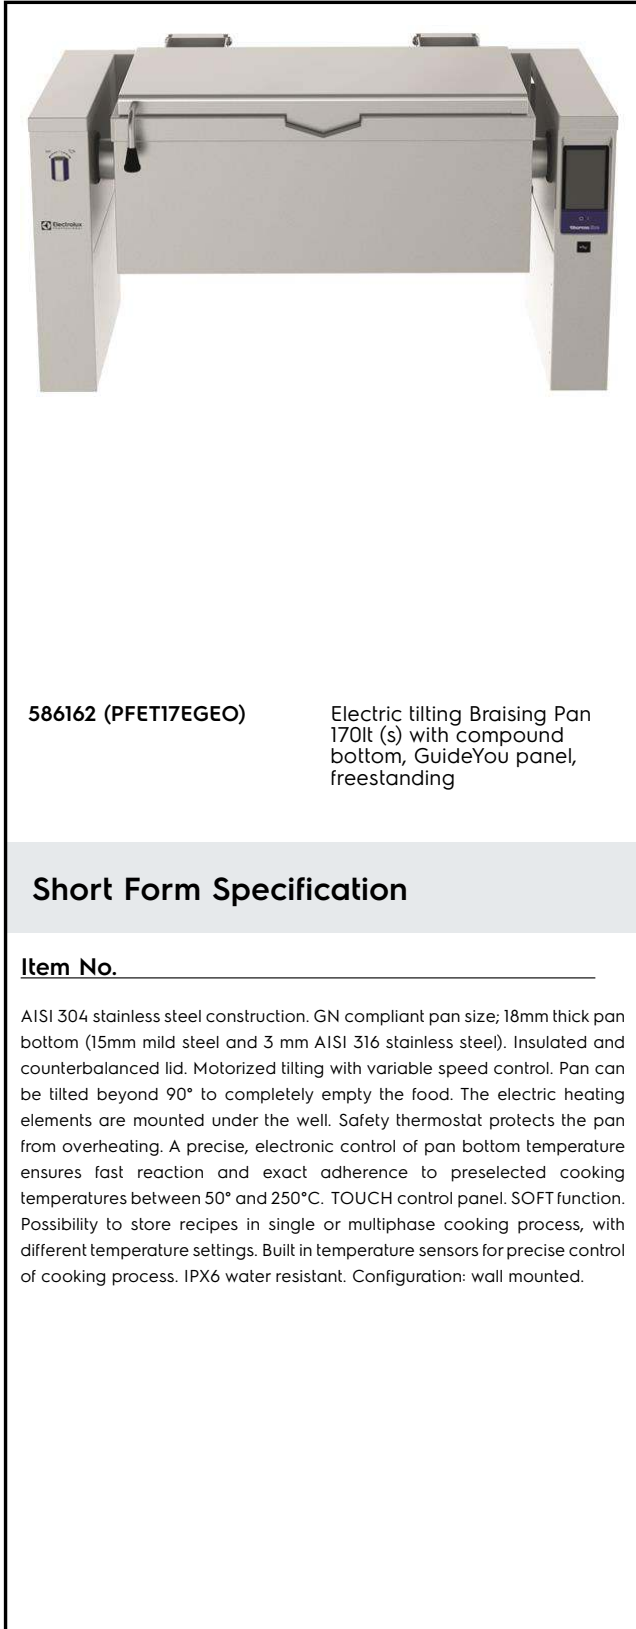 Electrolux
PROFESSIONAL
586162 (PFET17EGEO)
Electric tilting Braising Pan
170lt (s) with compound
bottom, GuideYou panel,
freestanding
Short Form Specification
Item No.
AISI 304 stainless steel construction. GN compliant pan size; 18mm thick pan
bottom (15mm mild steel and 3 mm AISI 316 stainless steel). Insulated and
counterbalanced lid. Motorized tilting with variable speed control. Pan can
be tilted beyond 90° to completely empty the food. The electric heating
elements are mounted under the well. Safety thermostat protects the pan
from overheating. A precise, electronic control of pan bottom temperature
ensures fast reaction and exact adherence to preselected cooking
temperatures between 50° and 250°C. TOUCH control panel. SOFT function.
Possibility to store recipes in single or multiphase cooking process, with
different temperature settings. Built in temperature sensors for precise control
of cooking process. IPX6 water resistant. Configuration: wall mounted.